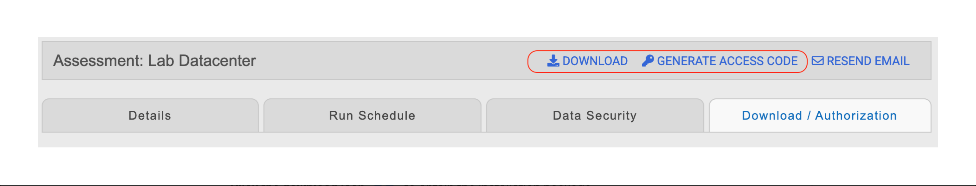 Assessment: Lab Datacenter DOWNLOAD GENERATE ACCESS CODE RESEND EMAIL
Details Run Schedule Data Security Download / Authorization